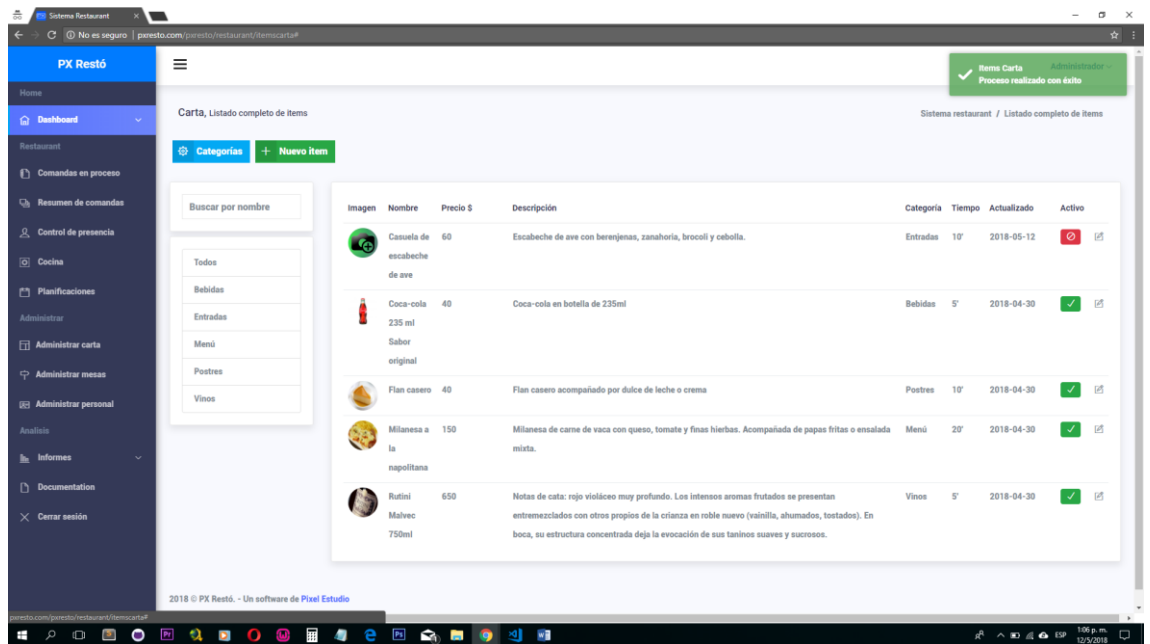 Sistema Restaurant
No es seguro | pxresto.com/pxresto/restaurant/itemscarta#
PX Restó
Items Carta
Proceso realizado con éxito
Administrador
Home
Dashboard
Restaurant
Comandas en proceso
Resumen de comandas
Control de presencia
Cocina
Planificaciones
Administrar
Administrar carta
Administrar mesas
Administrar personal
Analisis
Informes
Documentation
Cerrar sesión
Carta, Listado completo de items
Sistema restaurant / Listado completo de items
Categorías
Nuevo item
Buscar por nombre
Todos
Bebidas
Entradas
Menú
Postres
Vinos
Imagen Nombre Precio $ Descripción Categoría Tiempo Actualizado Activo
Casuela de 60 Escabeche de ave con berenjenas, zanahoria, brocoli y cebolla. Entradas 10' 2018-05-12
escabeche
de ave
Coca-cola 40 Coca-cola en botella de 235ml Bebidas 5' 2018-04-30
235 ml
Sabor
original
Flan casero 40 Flan casero acompañado por dulce de leche o crema Postres 10' 2018-04-30
Milanesa a 150 Milanesa de carne de vaca con queso, tomate y finas hierbas. Acompañada de papas fritas o ensalada Menú 20' 2018-04-30
la mixta.
napolitana
Rutini 650 Notas de cata: rojo violáceo muy profundo. Los intensos aromas frutados se presentan Vinos 5' 2018-04-30
Malvec entremezclados con otros propios de la crianza en roble nuevo (vainilla, ahumados, tostados). En
750ml boca, su estructura concentrada deja la evocación de sus taninos suaves y sucrosos.
2018 © PX Restó. - Un software de Pixel Estudio
pxresto.com/pxresto/restaurant/itemscarta#
ESP
1:06 p. m.
12/5/2018